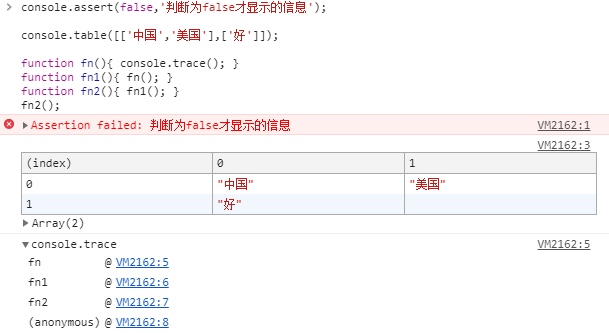 console.assert(false,'判断为false才显示的信息');
console.table([['中国','美国'],['好']]);
function fn(){ console.trace(); }
function fn1(){ fn(); }
function fn2(){ fn1(); }
fn2();
Assertion failed: 判断为false才显示的信息 VM2162:1
VM2162:3
(index) 0 1
0 "中国" "美国"
1 "好"
Array(2)
console.trace VM2162:5
fn @ VM2162:5
fn1 @ VM2162:6
fn2 @ VM2162:7
(anonymous) @ VM2162:8